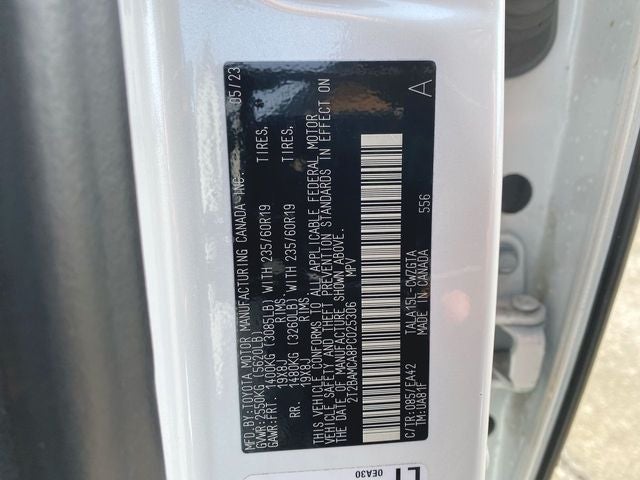 MFD.BY:TOYOTA MOTOR MANUFACTURING CANADA INC. 05/23
GVWR:2550KG (5620LB)
GAWR:FRT. 1400KG (3085LB) WITH 235/60R19 TIRES,
19X8J RIMS.
RR. 1480KG (3260LB) WITH 235/60R19 TIRES,
19X8J RIMS.
THIS VEHICLE CONFORMS TO ALL APPLICABLE FEDERAL MOTOR
VEHICLE SAFETY AND THEFT PREVENTION STANDARDS IN EFFECT ON
THE DATE OF MANUFACTURE SHOWN ABOVE.
2T2BAMCA8PC025306 MPV
A
C/TR:085/EA42 TALA15L-CWZGTA 556
TM:UA81F MADE IN CANADA
0EA30